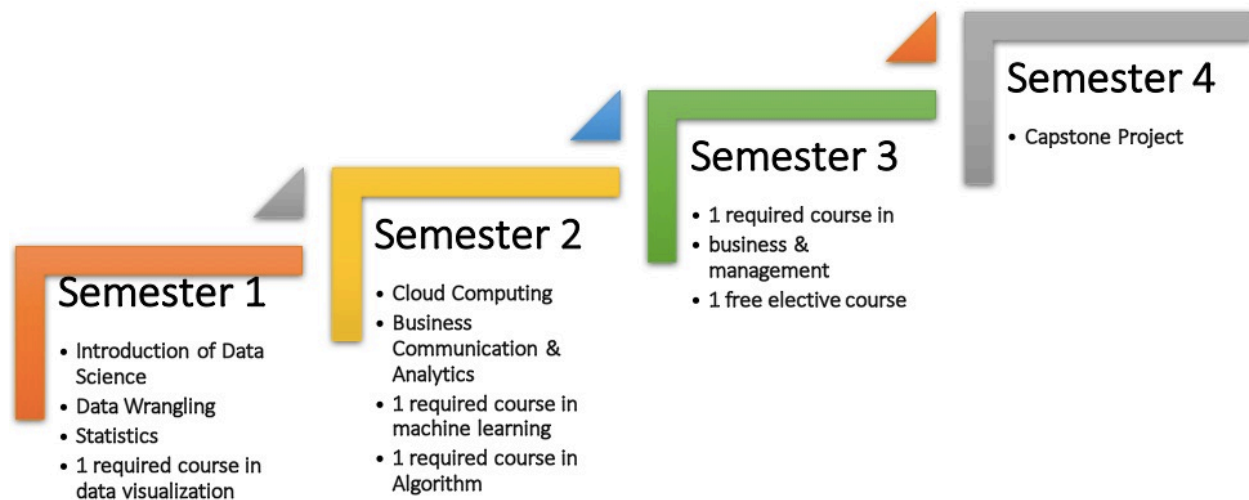 Semester 1
• Introduction of Data
Science
• Data Wrangling
• Statistics
• 1 required course in
data visualization
Semester 2
• Cloud Computing
• Business
Communication &
Analytics
• 1 required course in
machine learning
• 1 required course in
Algorithm
Semester 3
• 1 required course in
• business &
management
• 1 free elective course
Semester 4
• Capstone Project